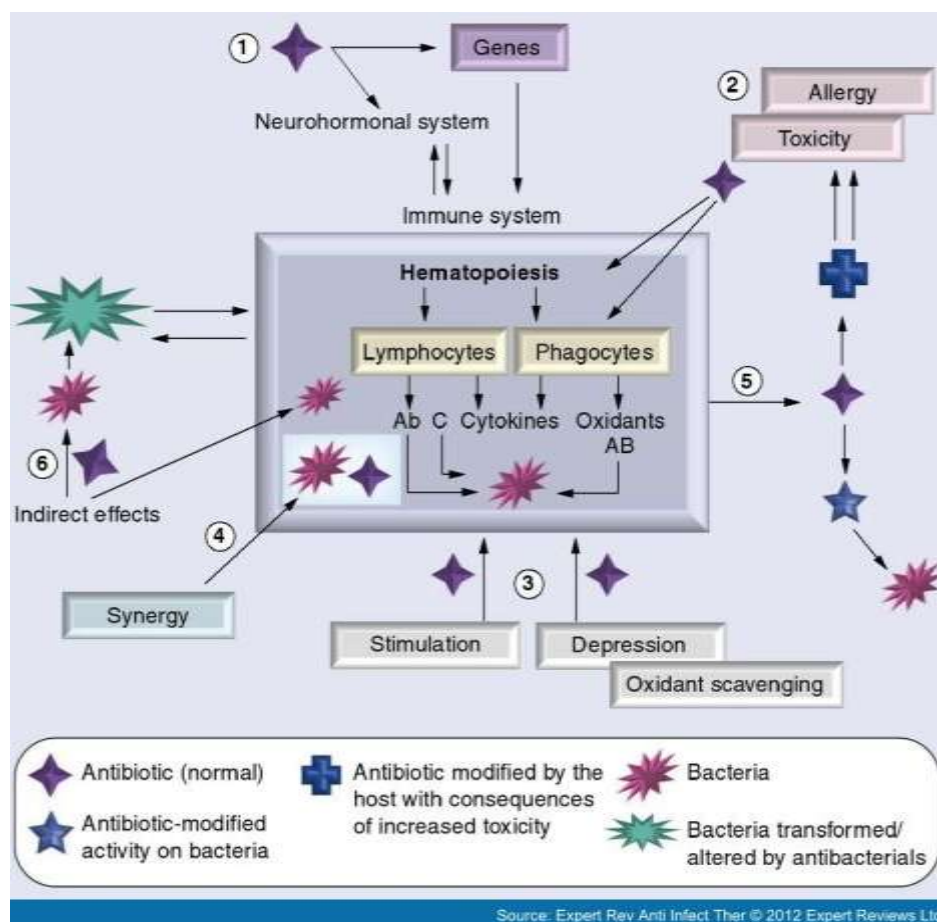 1
Genes
2
Allergy
Toxicity
Neurohormonal system
Immune system
Hematopoiesis
Lymphocytes
Phagocytes
Ab C Cytokines Oxidants
AB
5
6
Indirect effects
4
Synergy
3
Stimulation
Depression
Oxidant scavenging
Antibiotic (normal)
Antibiotic-modified
activity on bacteria
Antibiotic modified by the
host with consequences
of increased toxicity
Bacteria
Bacteria transformed/
altered by antibacterials
Source: Expert Rev Anti Infect Ther © 2012 Expert Reviews Ltd